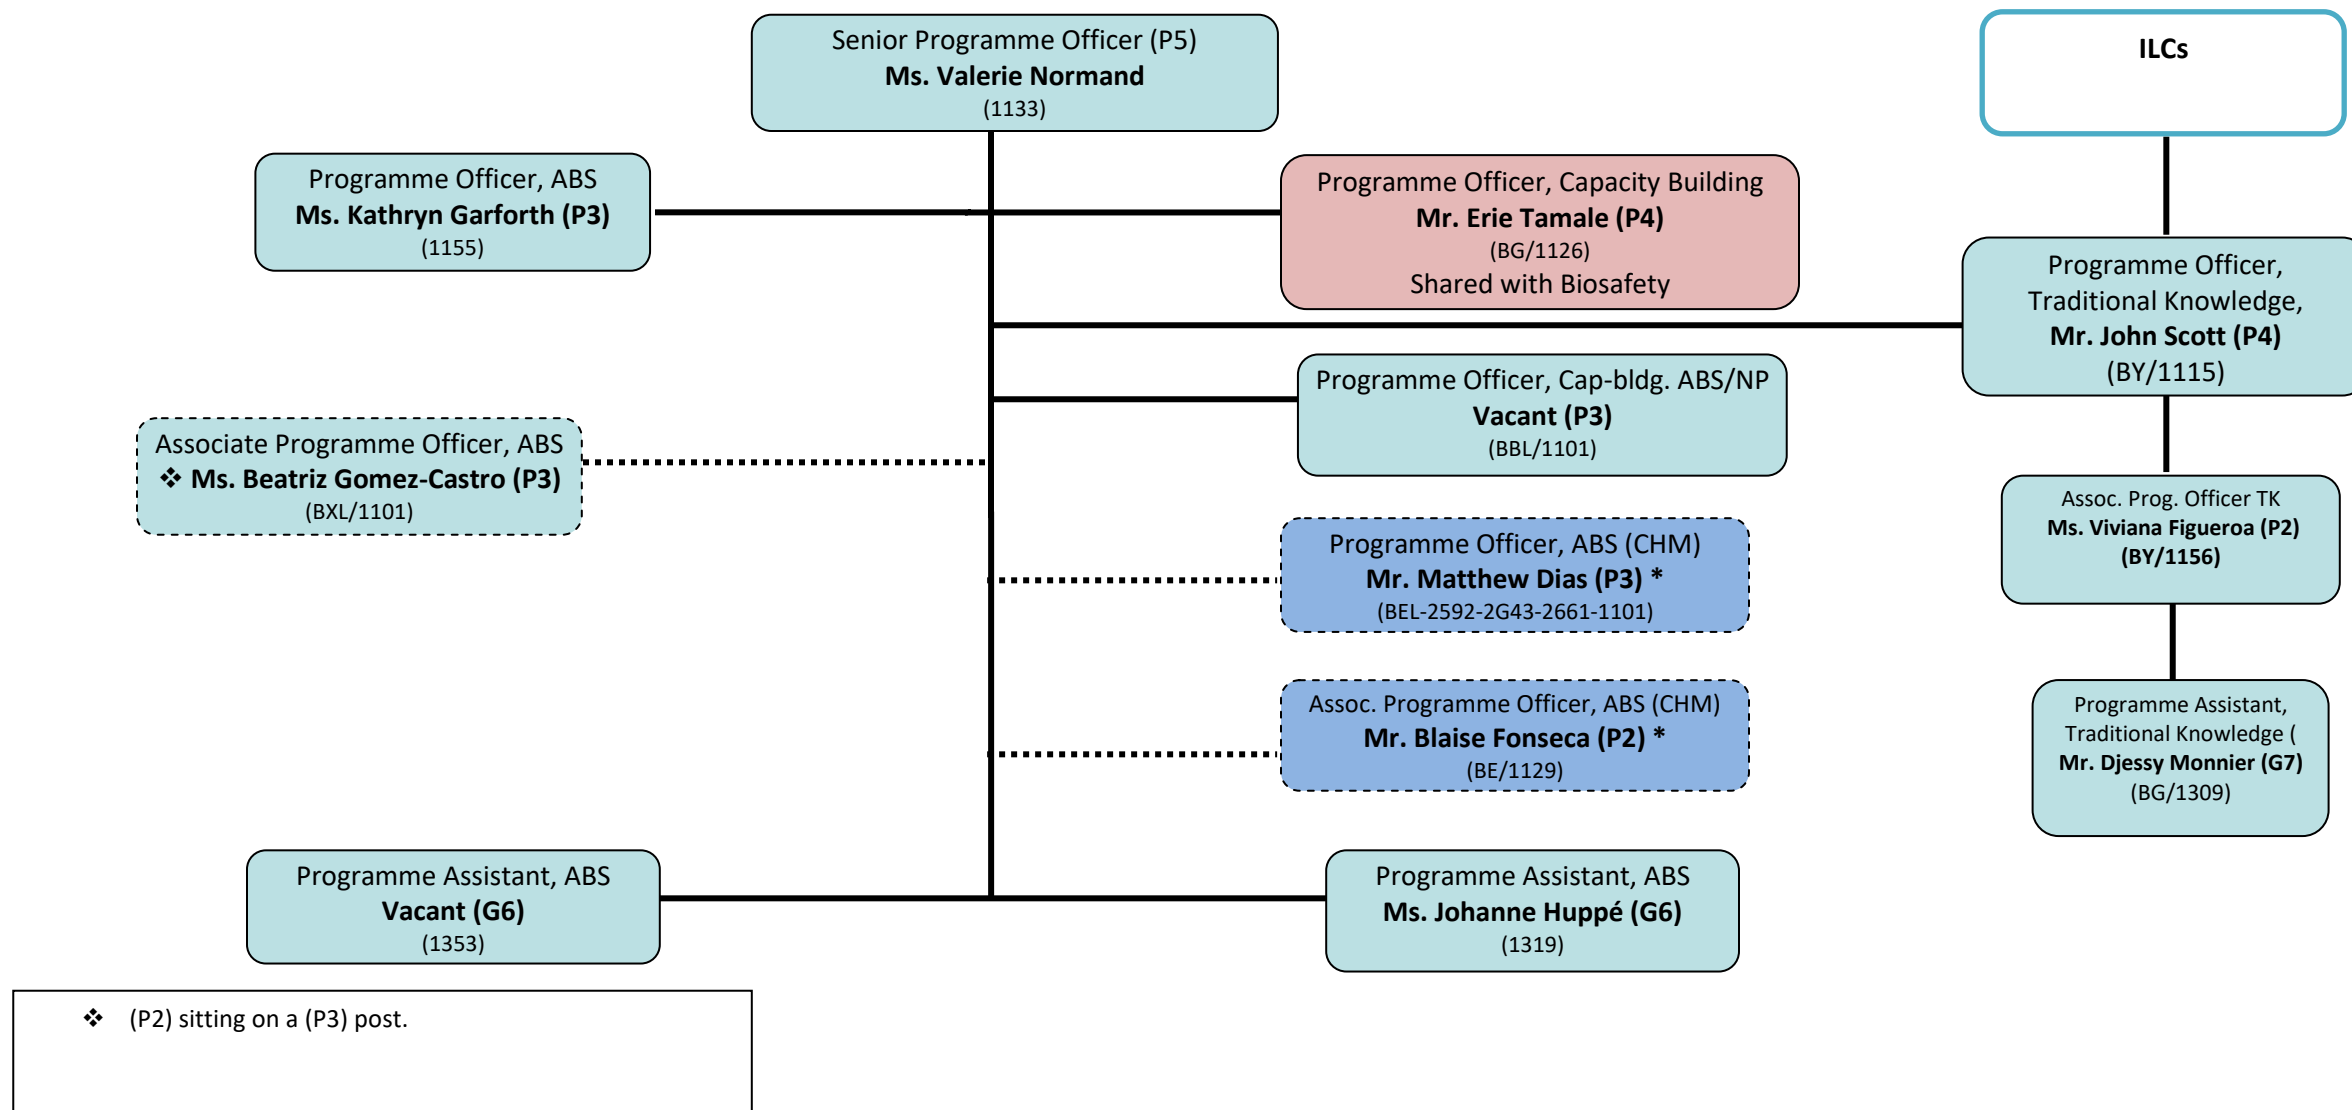 Senior Programme Officer (P5)
Ms. Valerie Normand
(1133)
ILCs
Programme Officer, ABS
Ms. Kathryn Garforth (P3)
(1155)
Programme Officer, Capacity Building
Mr. Erie Tamale (P4)
(BG/1126)
Shared with Biosafety
Programme Officer,
Traditional Knowledge,
Mr. John Scott (P4)
(BY/1115)
Programme Officer, Cap-bldg. ABS/NP
Vacant (P3)
(BBL/1101)
Associate Programme Officer, ABS
❖ Ms. Beatriz Gomez-Castro (P3)
(BXL/1101)
Assoc. Prog. Officer TK
Ms. Viviana Figueroa (P2)
(BY/1156)
Programme Officer, ABS (CHM)
Mr. Matthew Dias (P3) *
(BEL-2592-2G43-2661-1101)
Assoc. Programme Officer, ABS (CHM)
Mr. Blaise Fonseca (P2) *
(BE/1129)
Programme Assistant,
Traditional Knowledge (
Mr. Djessy Monnier (G7)
(BG/1309)
Programme Assistant, ABS
Vacant (G6)
(1353)
Programme Assistant, ABS
Ms. Johanne Huppé (G6)
(1319)
❖ (P2) sitting on a (P3) post.